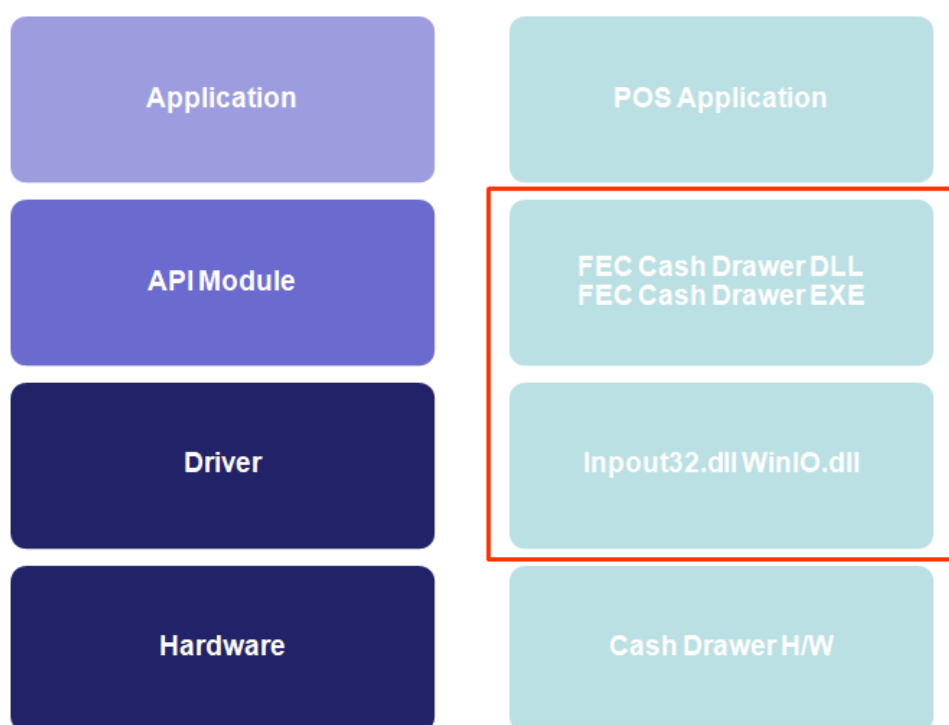 Application
POS Application
API Module
FEC Cash Drawer DLL
FEC Cash Drawer EXE
Driver
Inpout32.dll WinIO.dll
Hardware
Cash Drawer H/W